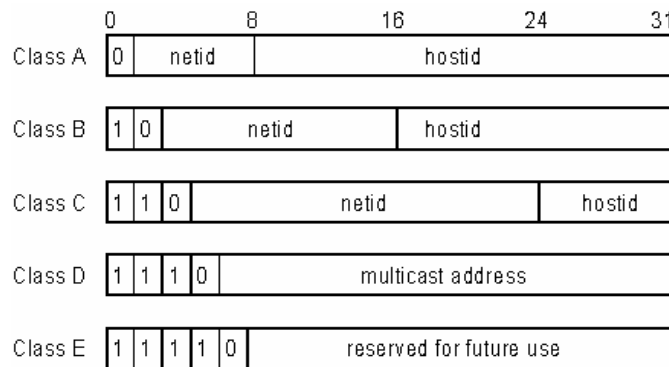 0 8 16 24 31
Class A 0 netid hostid
Class B 1 0 netid hostid
Class C 1 1 0 netid hostid
Class D 1 1 1 0 multicast address
Class E 1 1 1 1 0 reserved for future use